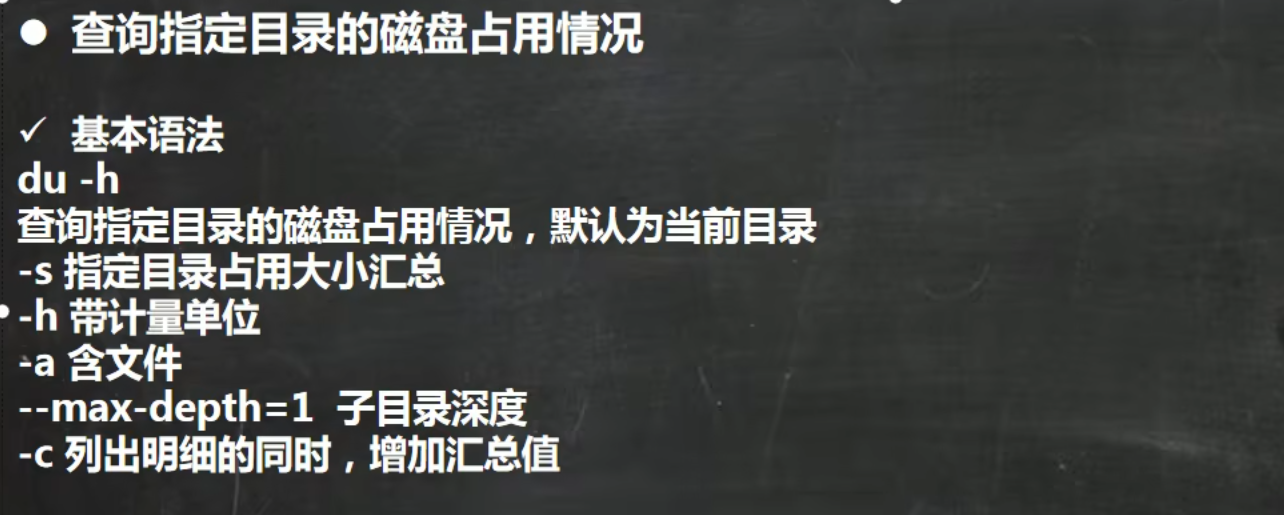 ● 查询指定目录的磁盘占用情况
✓ 基本语法
du -h
查询指定目录的磁盘占用情况，默认为当前目录
-s 指定目录占用大小汇总
-h 带计量单位
-a 含文件
--max-depth=1 子目录深度
-c 列出明细的同时，增加汇总值